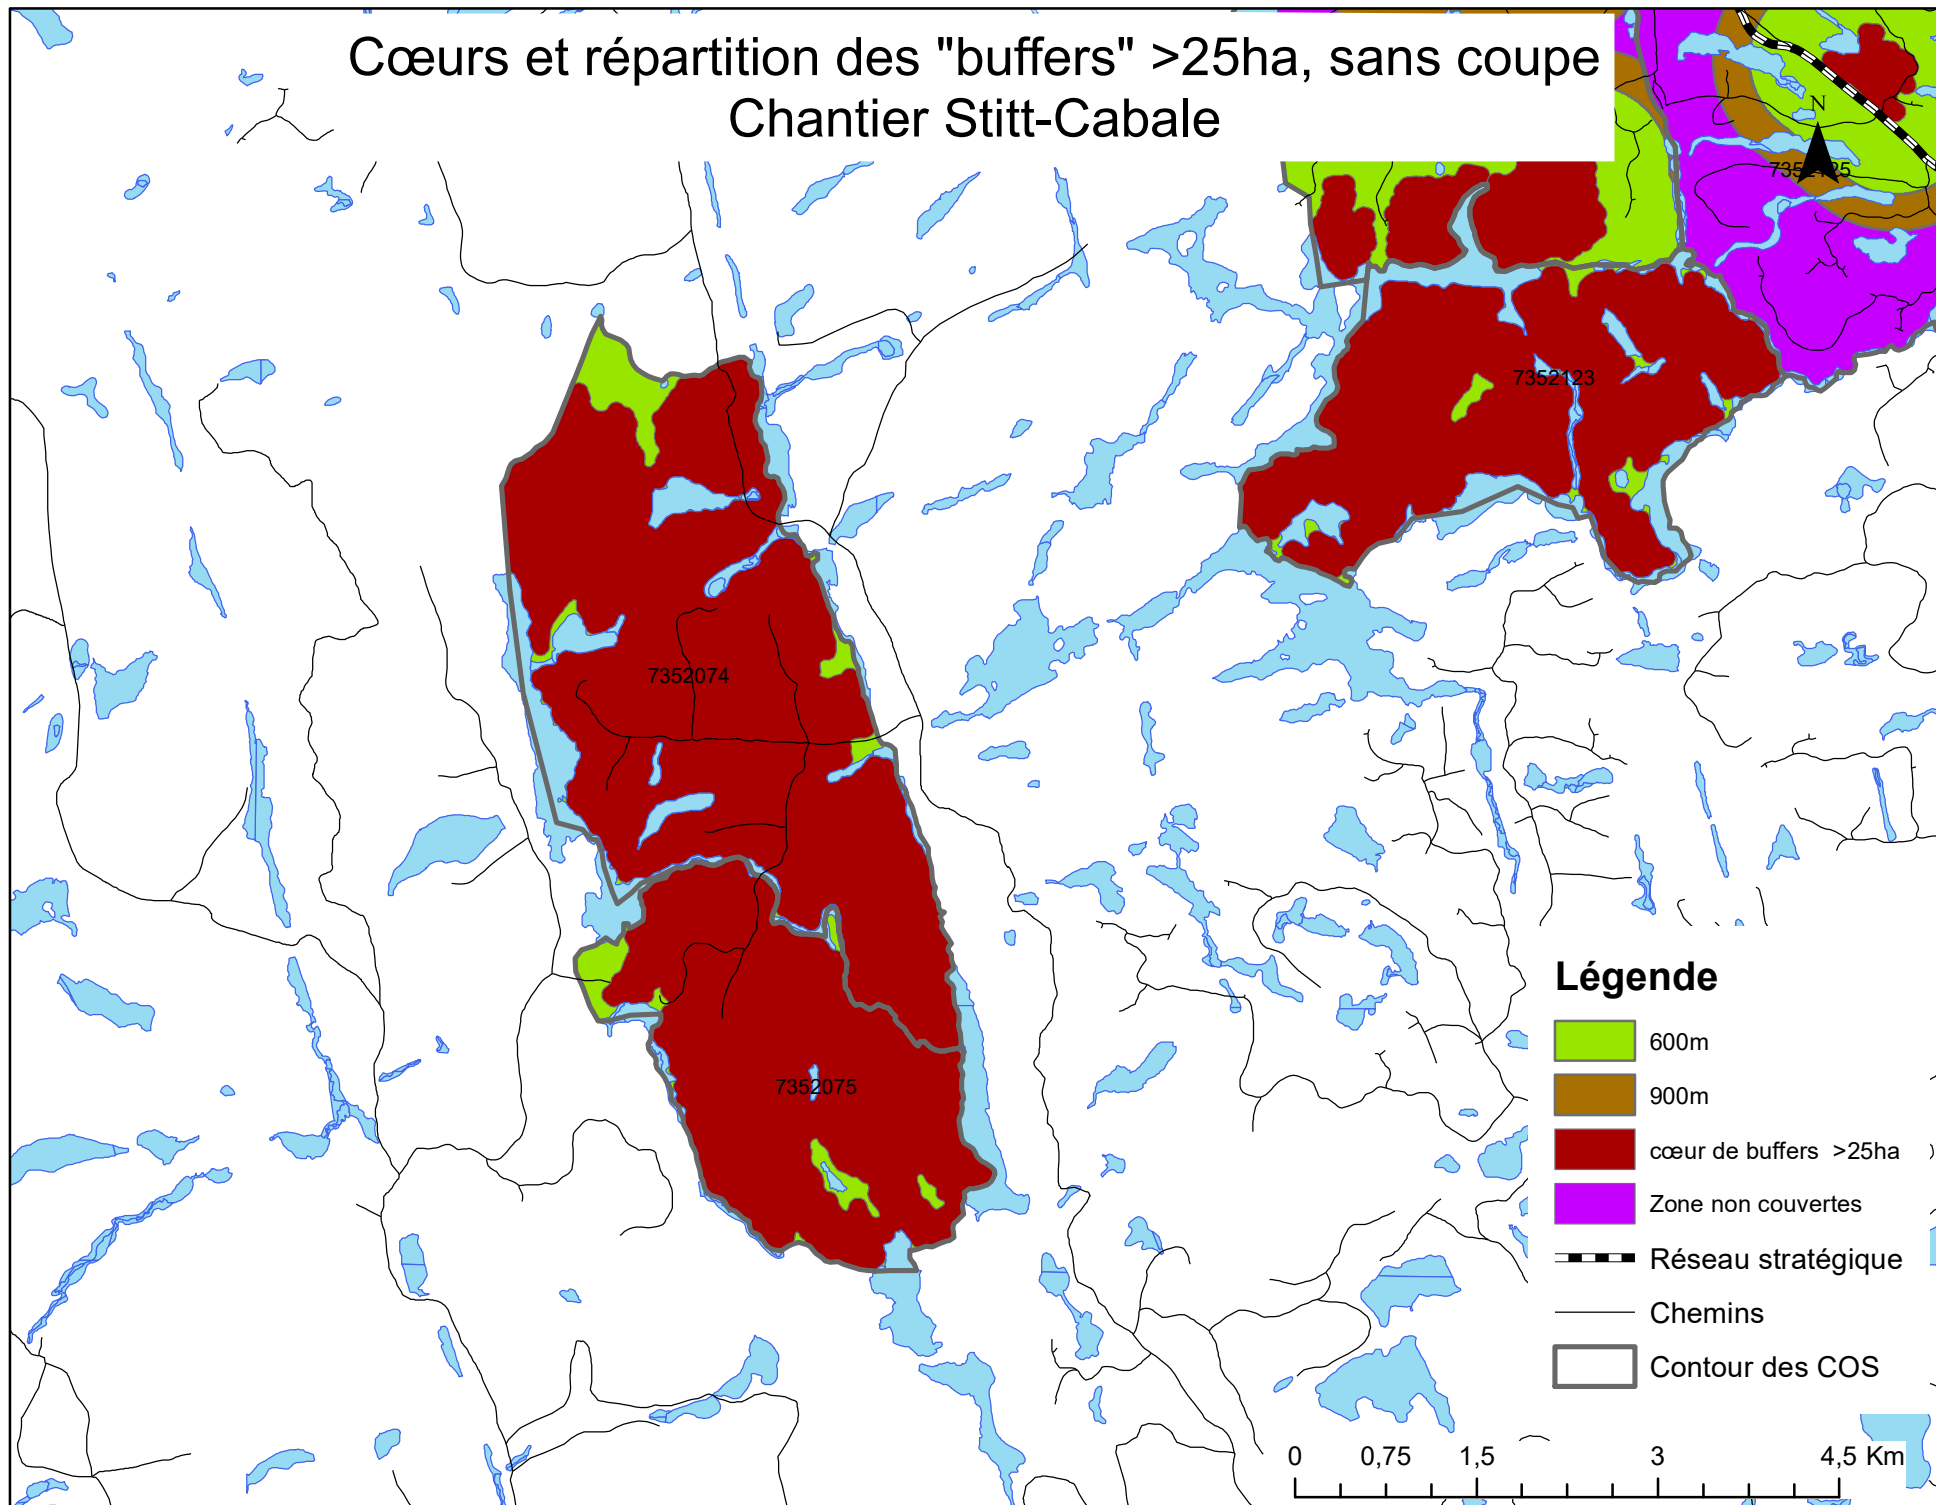 Cœurs et répartition des "buffers" >25ha, sans coupe
Chantier Stitt-Cabale
N
7352125
7352123
7352074
7352075
Légende
600m
900m
cœur de buffers >25ha
Zone non couvertes
Réseau stratégique
Chemins
Contour des COS
0 0,75 1,5 3 4,5 Km